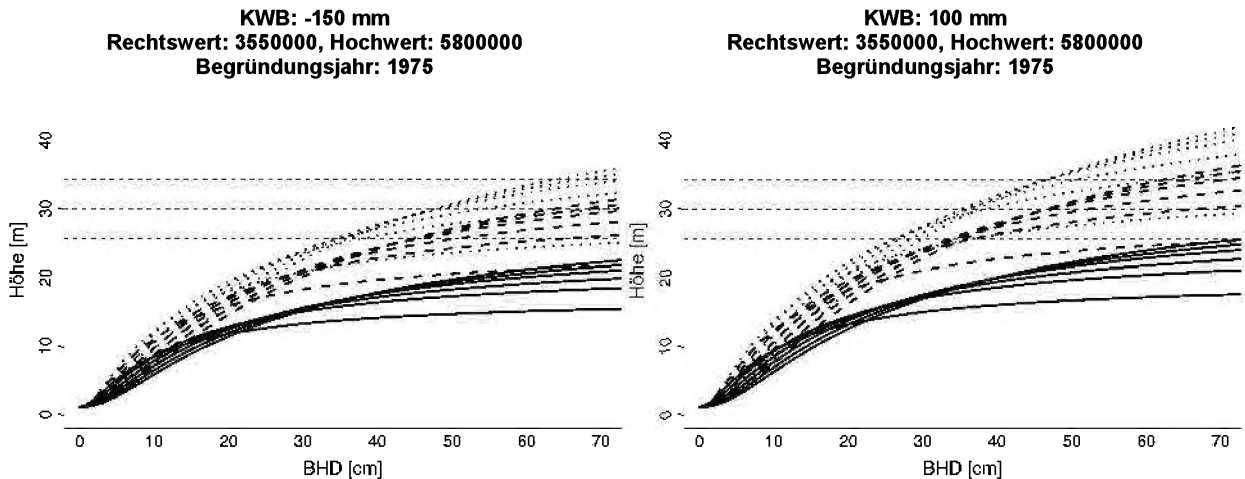 KWB: -150 mm
Rechtswert: 3550000, Hochwert: 5800000
Begründungsjahr: 1975
Höhe [m]
40
30
20
10
0
0 10 20 30 40 50 60 70
BHD [cm]
KWB: 100 mm
Rechtswert: 3550000, Hochwert: 5800000
Begründungsjahr: 1975
Höhe [m]
40
30
20
10
0
0 10 20 30 40 50 60 70
BHD [cm]